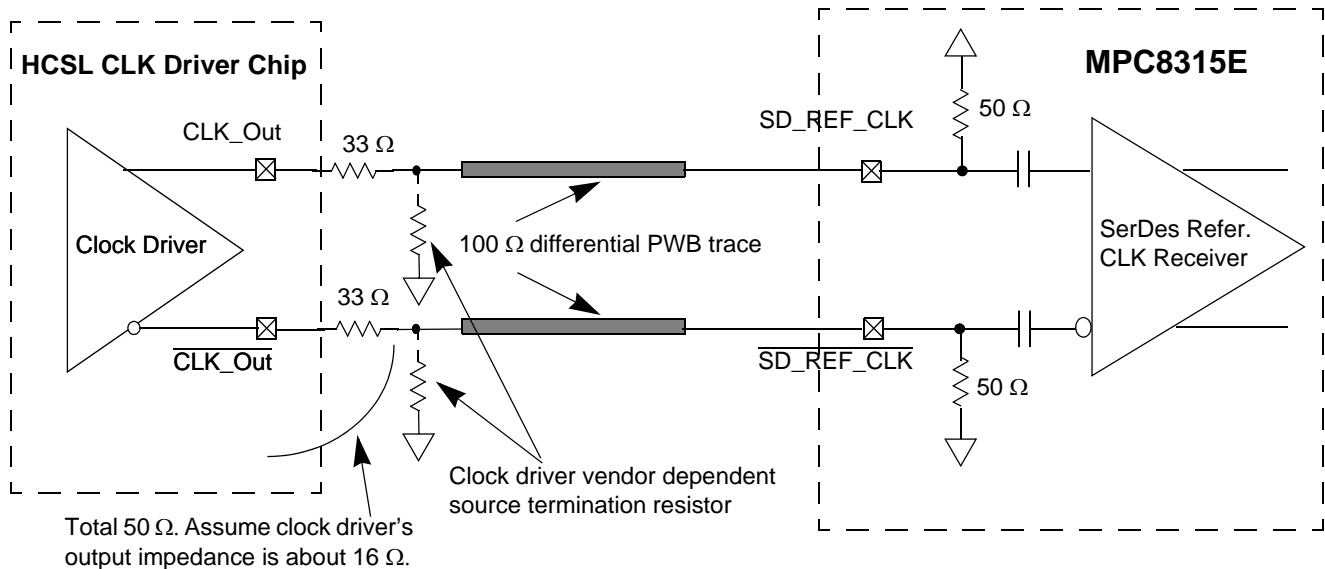 HCSL CLK Driver Chip
MPC8315E
CLK_Out
33 Ω
SD_REF_CLK
50 Ω
Clock Driver
100 Ω differential PWB trace
SerDes Refer.
CLK Receiver
33 Ω
CLK_Out
SD_REF_CLK
50 Ω
Clock driver vendor dependent
source termination resistor
Total 50 Ω. Assume clock driver's
output impedance is about 16 Ω.